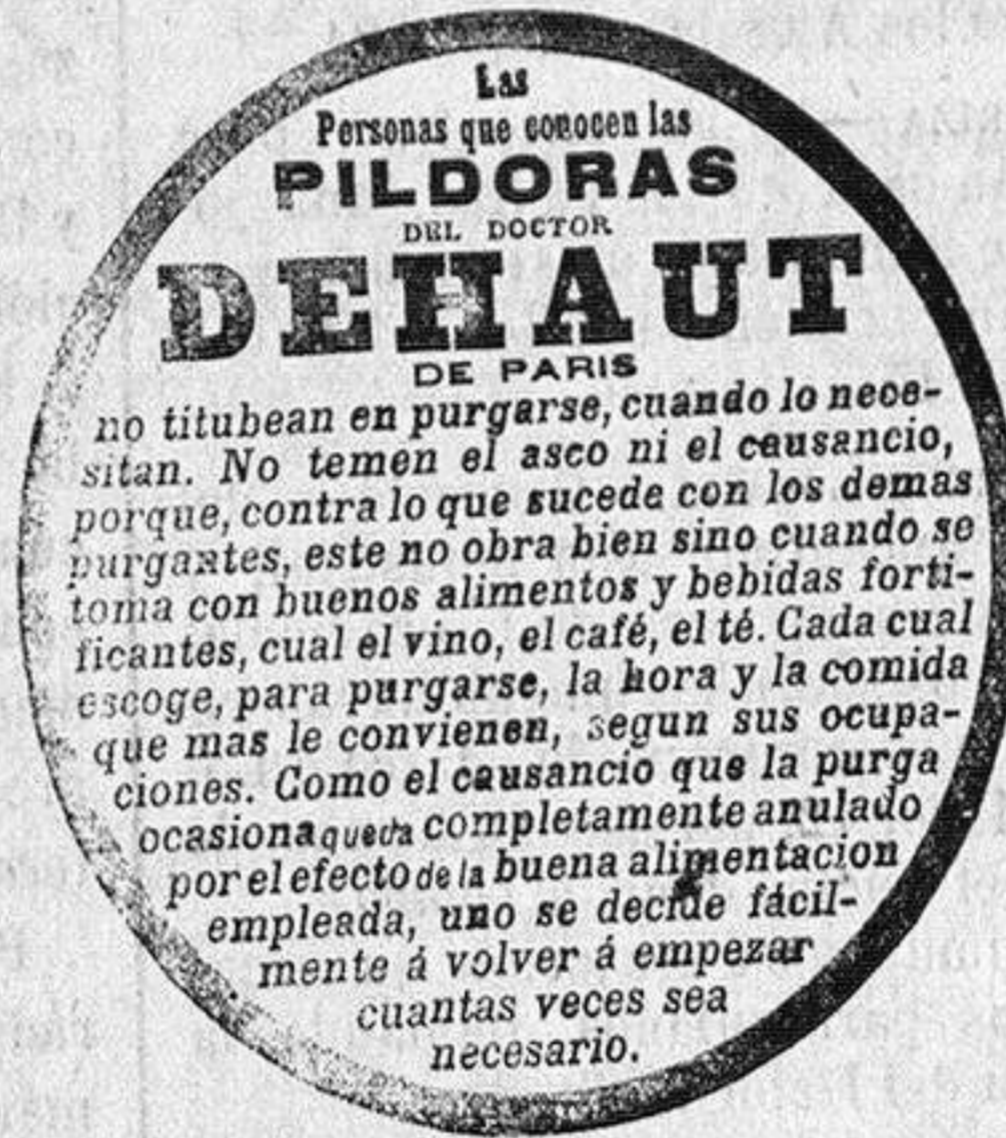 Las
Personas que conocen las
PILDORAS
DEL DOCTOR
DEHAUT
DE PARIS
no titubean en purgarse, cuando lo nece-
sitan. No temen el asco ni el causancio,
porque, contra lo que sucede con los demas
purgantes, este no obra bien sino cuando se
toma con buenos alimentos y bebidas forti-
ficantes, cual el vino, el café, el té. Cada cual
escoge, para purgarse, la hora y la comida
que mas le convienen, segun sus ocupa-
ciones. Como el causancio que la purga
ocasiona queda completamente anulado
por el efecto de la buena alimentacion
empleada, uno se decide fácil-
mente á volver á empezar
cuantas veces sea
necesario.